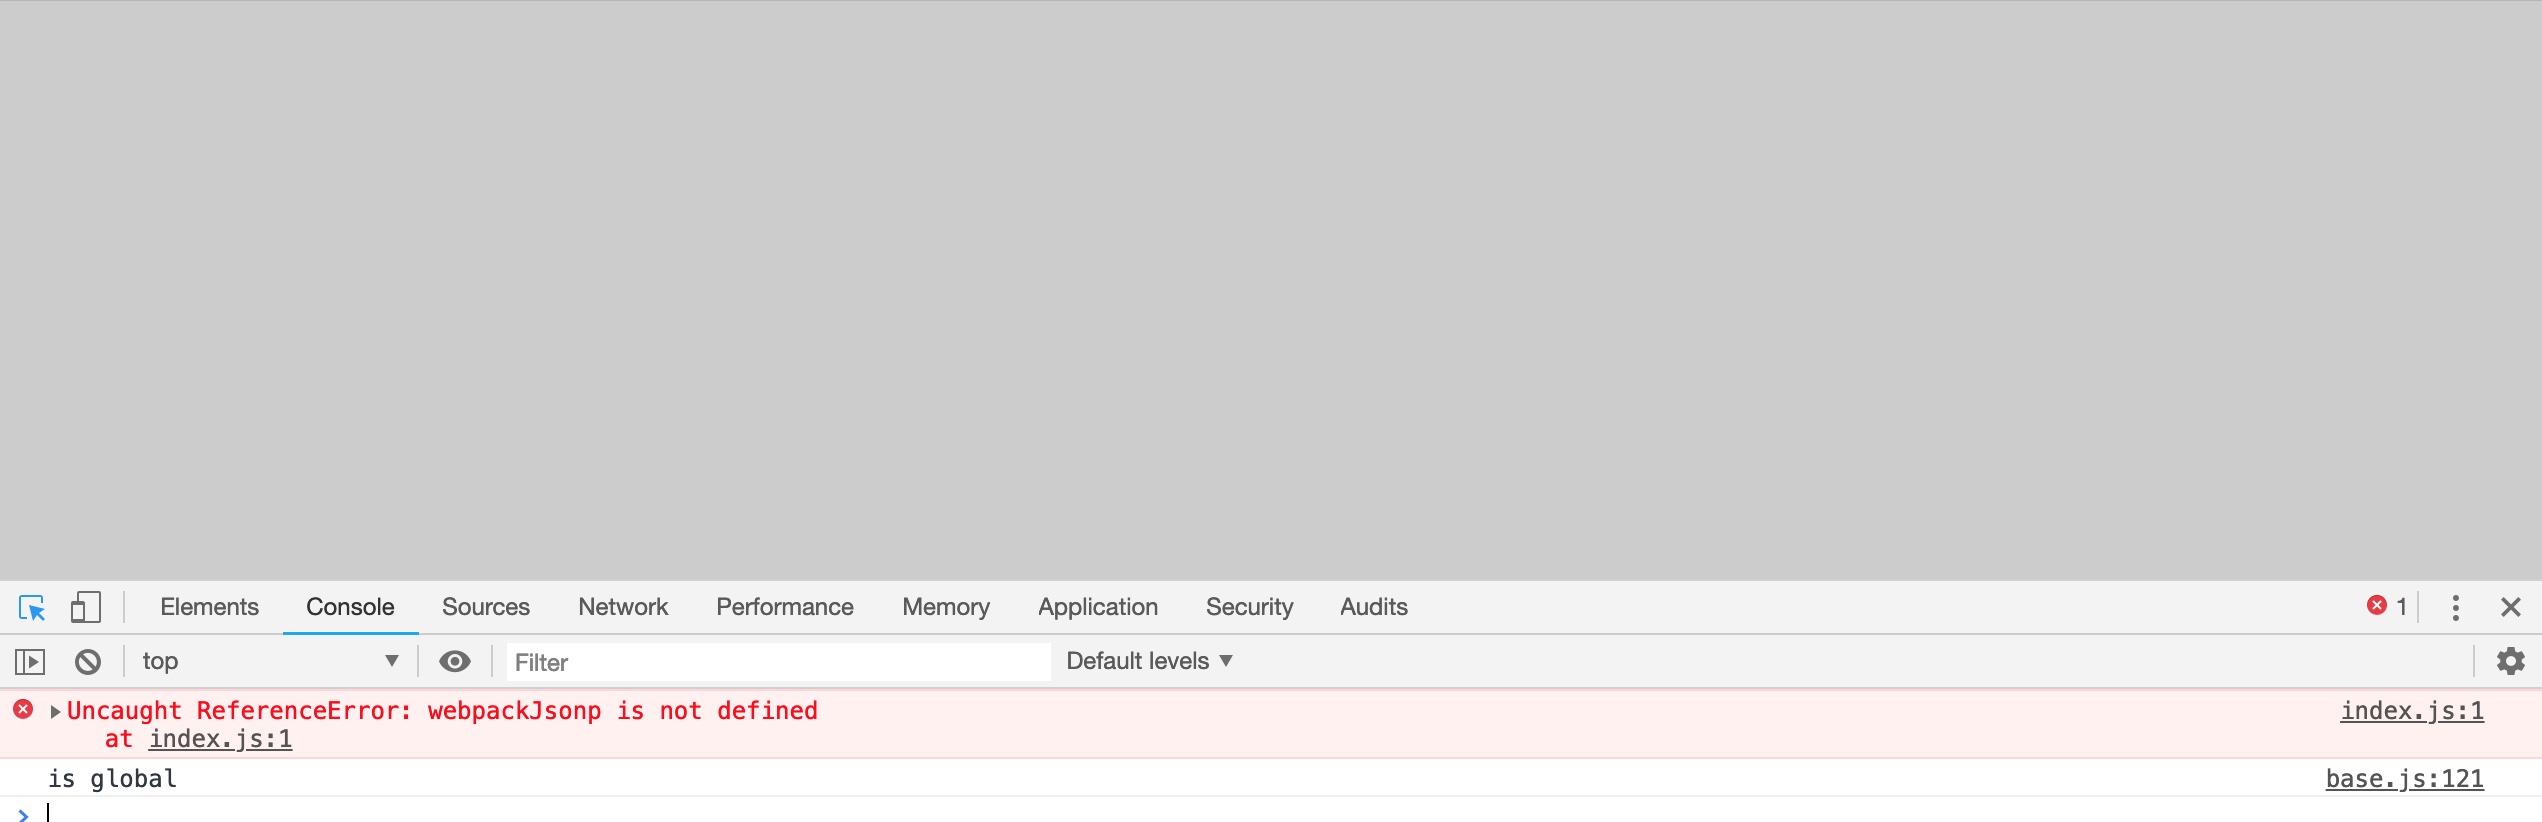 Elements Console Sources Network Performance Memory Application Security Audits 1
top Filter Default levels
Uncaught ReferenceError: webpackJsonp is not defined index.js:1
at index.js:1
is global base.js:121